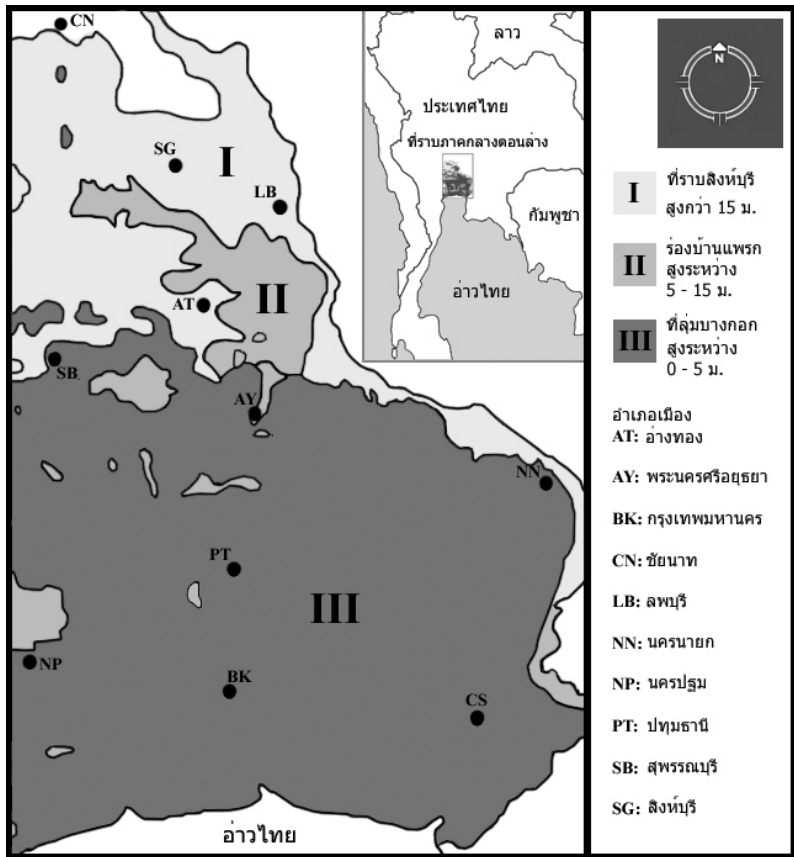 CN
SG
I
LB
AT
II
SB
AY
NN
PT
III
NP
BK
CS
อ่าวไทย
ลาว
ประเทศไทย
ที่ราบภาคกลางตอนล่าง
กัมพูชา
อ่าวไทย
N
I
ที่ราบสิงห์บุรี
สูงกว่า 15 ม.
II
ร่องบ้านแพรก
สูงระหว่าง
5 - 15 ม.
III
ที่ลุ่มบางกอก
สูงระหว่าง
0 - 5 ม.
อำเภอเมือง
AT: อ่างทอง
AY: พระนครศรีอยุธยา
BK: กรุงเทพมหานคร
CN: ชัยนาท
LB: ลพบุรี
NN: นครนายก
NP: นครปฐม
PT: ปทุมธานี
SB: สุพรรณบุรี
SG: สิงห์บุรี